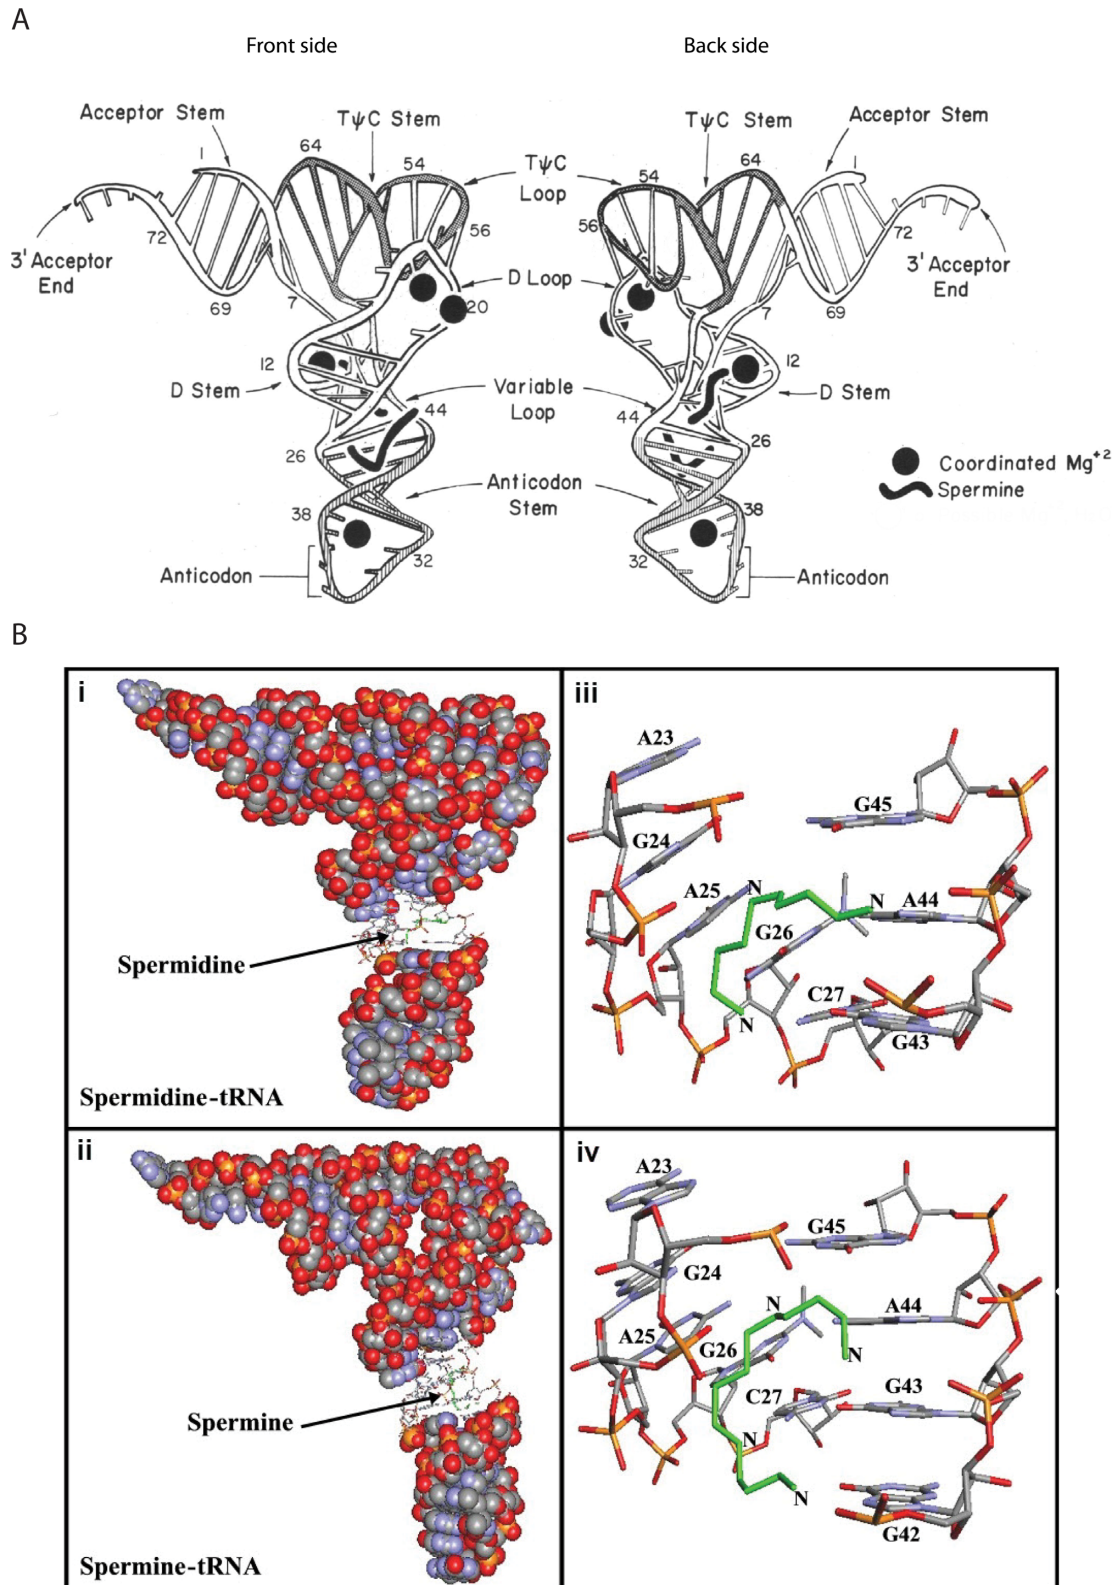 A
Front side
Back side
Acceptor Stem
TψC Stem
TψC Stem
Acceptor Stem
1
64
54
TψC
Loop
54
64
1
72
56
56
72
3' Acceptor
End
D Loop
3' Acceptor
End
69
7
20
7
69
12
12
D Stem
Variable
Loop
D Stem
44
44
26
26
Coordinated Mg+2
Spermine
Anticodon
Stem
38
38
32
32
Anticodon
Anticodon
B
i
Spermidine
Spermidine-tRNA
iii
A23
G45
G24
A25
N
N
A44
G26
C27
N
G43
ii
Spermine
Spermine-tRNA
iv
A23
G45
G24
N
A44
A25
G26
N
C27
G43
N
N
G42